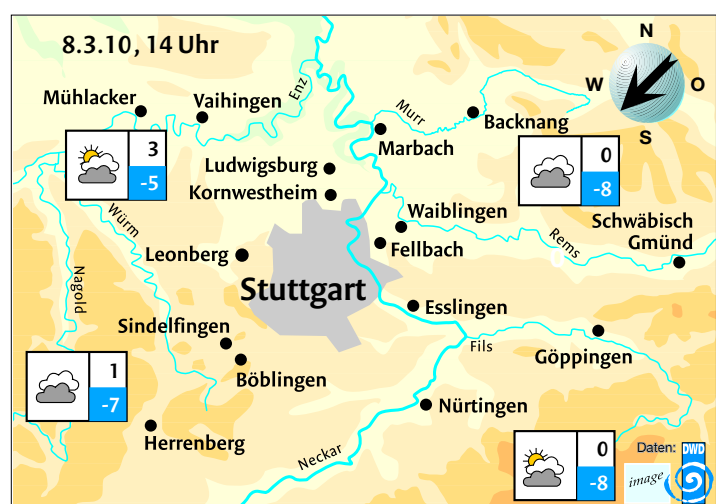 8.3.10, 14 Uhr
N
W
O
S
Mühlacker
Vaihingen
Enz
Murr
Backnang
Marbach
3
-5
0
-8
Ludwigsburg
Kornwestheim
Würm
Waiblingen
Schwäbisch
Gmünd
Rems
Fellbach
Leonberg
Nagold
Stuttgart
Esslingen
Sindelfingen
Fils
Göppingen
1
-7
Böblingen
Nürtingen
Herrenberg
Neckar
0
-8
Daten: DWD
image